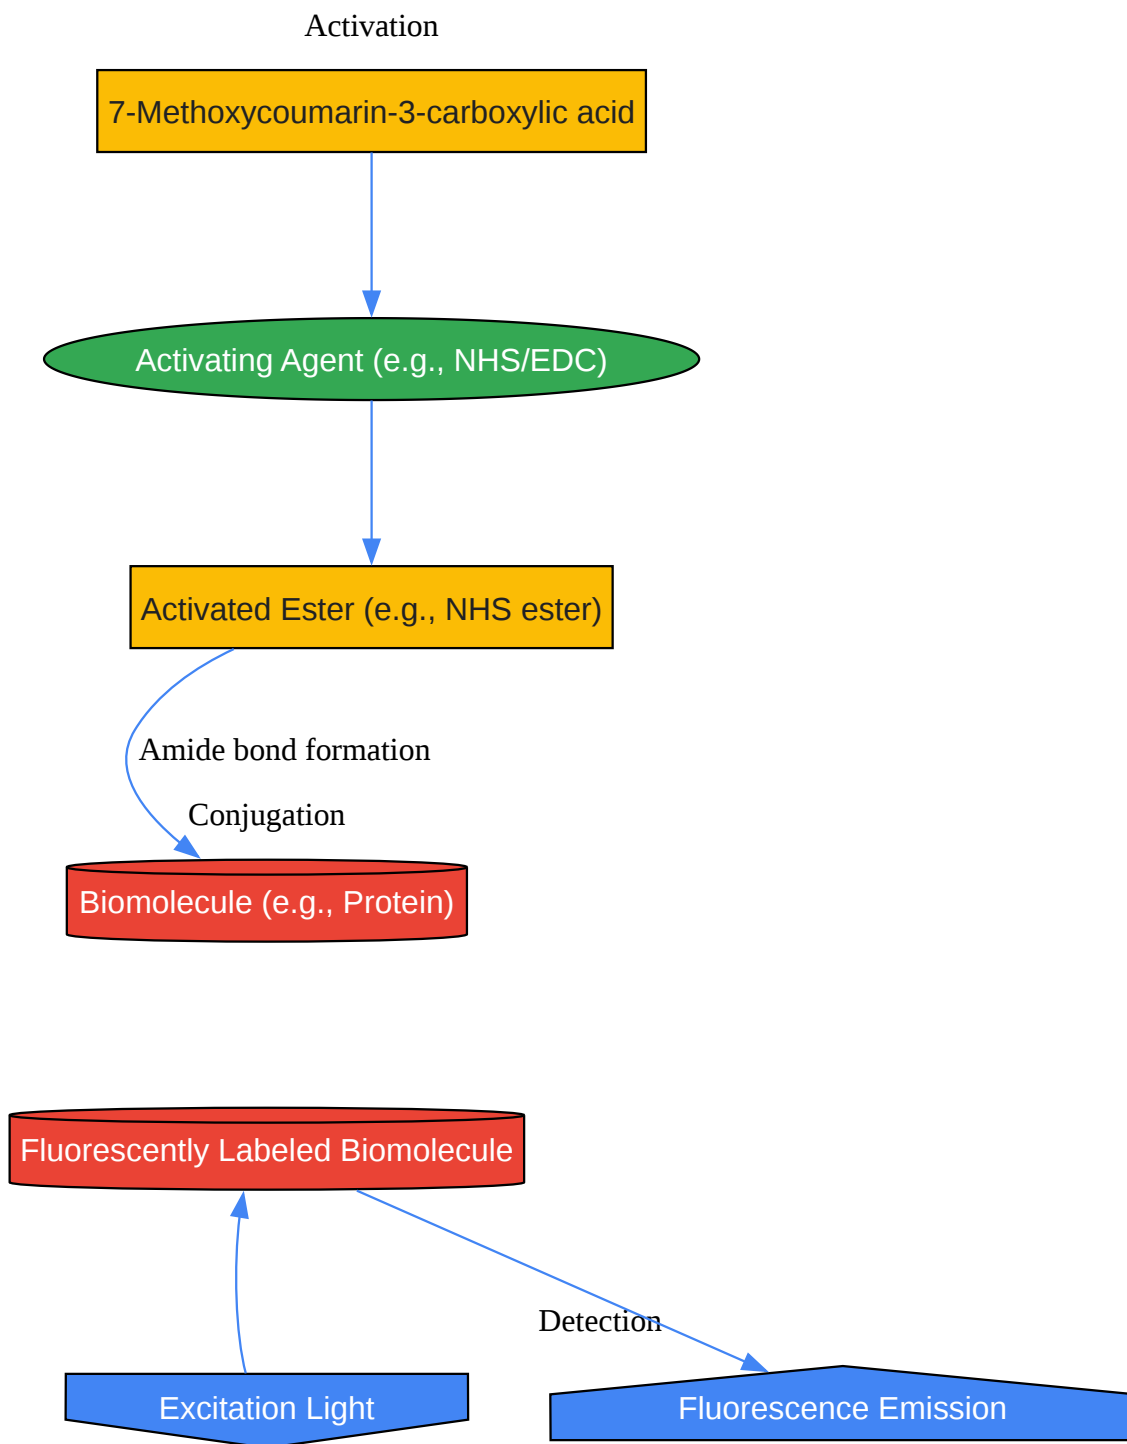 Activation
7-Methoxycoumarin-3-carboxylic acid
Activating Agent (e.g., NHS/EDC)
Activated Ester (e.g., NHS ester)
Amide bond formation
Conjugation
Biomolecule (e.g., Protein)
Fluorescently Labeled Biomolecule
Detection
Excitation Light
Fluorescence Emission